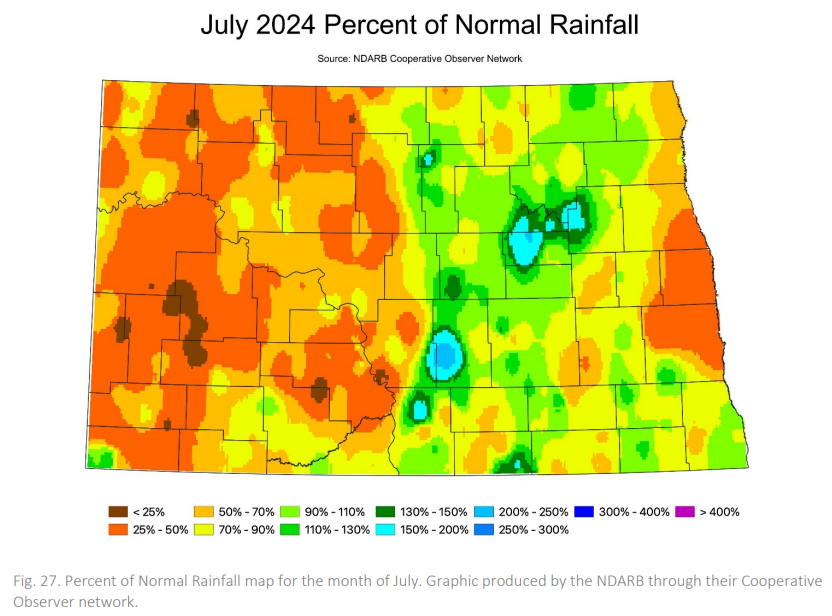 July 2024 Percent of Normal Rainfall
Source: NDARB Cooperative Observer Network
< 25% 50% - 70% 90% - 110% 130% - 150% 200% - 250% 300% - 400% > 400%
25% - 50% 70% - 90% 110% - 130% 150% - 200% 250% - 300%
Fig. 27. Percent of Normal Rainfall map for the month of July. Graphic produced by the NDARB through their Cooperative
Observer network.